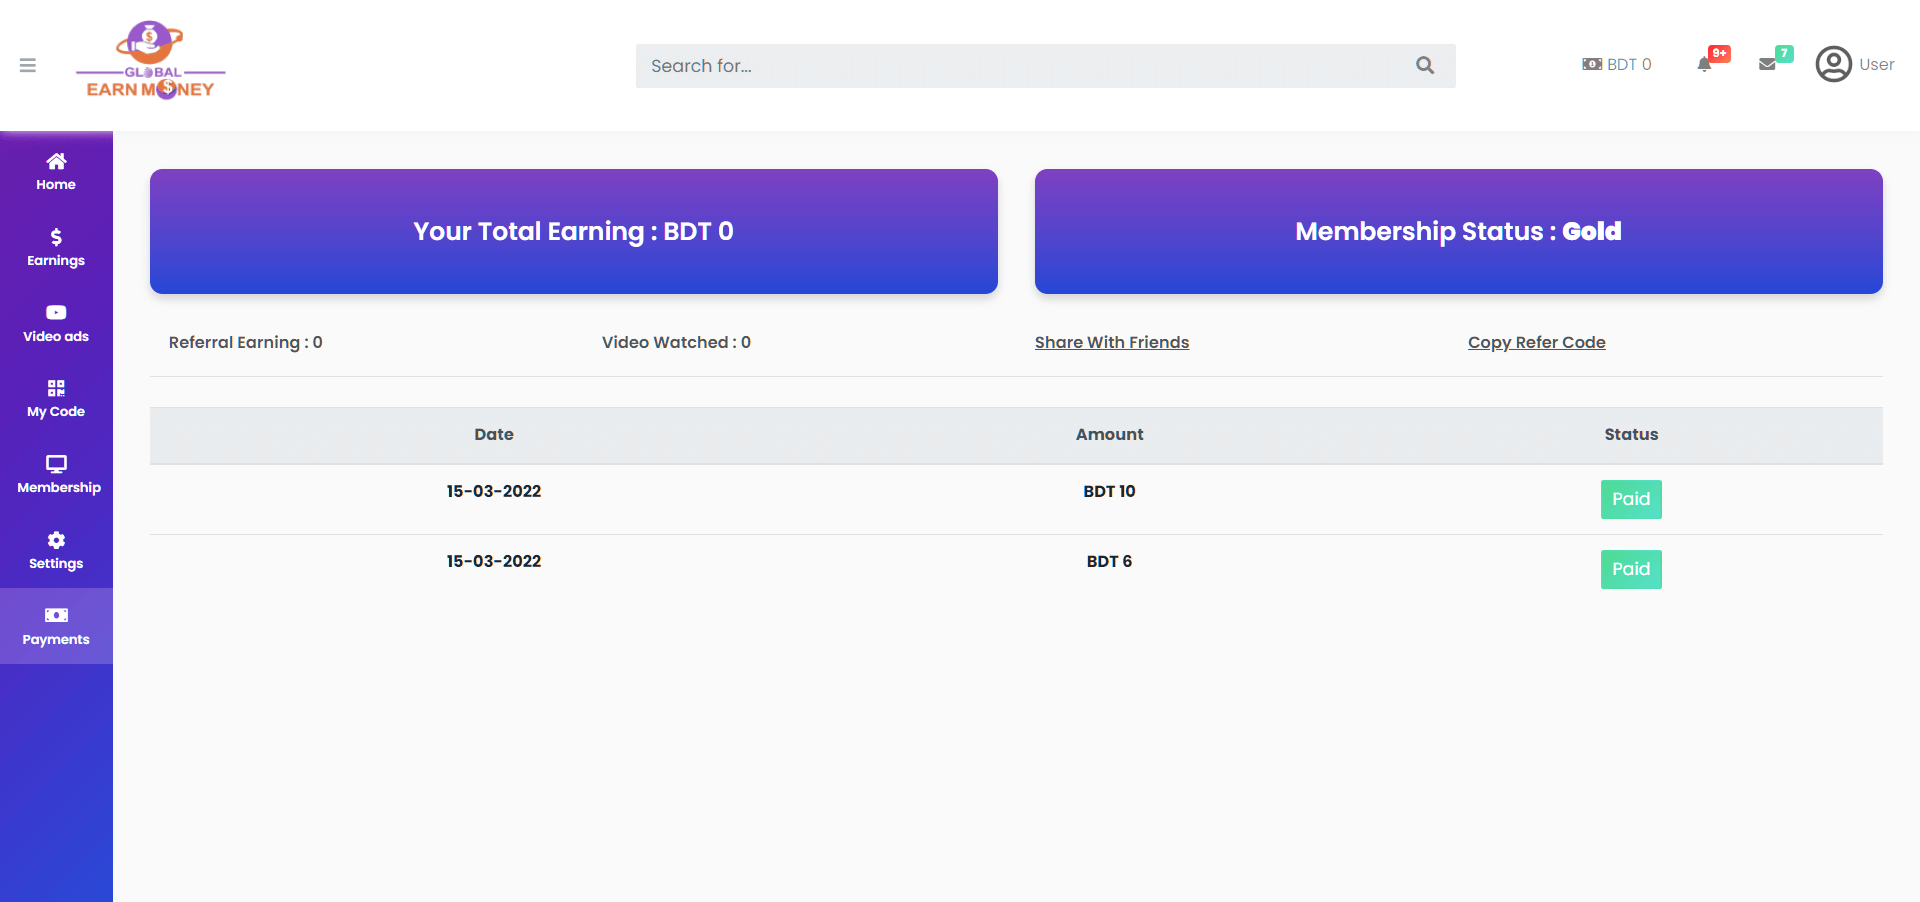 GLOBAL
EARN MONEY
Search for...
BDT 0
9+
7
User
Home
Earnings
Video ads
My Code
Membership
Settings
Payments
Your Total Earning : BDT 0
Membership Status : Gold
Referral Earning : 0
Video Watched : 0
Share With Friends
Copy Refer Code
Date Amount Status
15-03-2022 BDT 10 Paid
15-03-2022 BDT 6 Paid